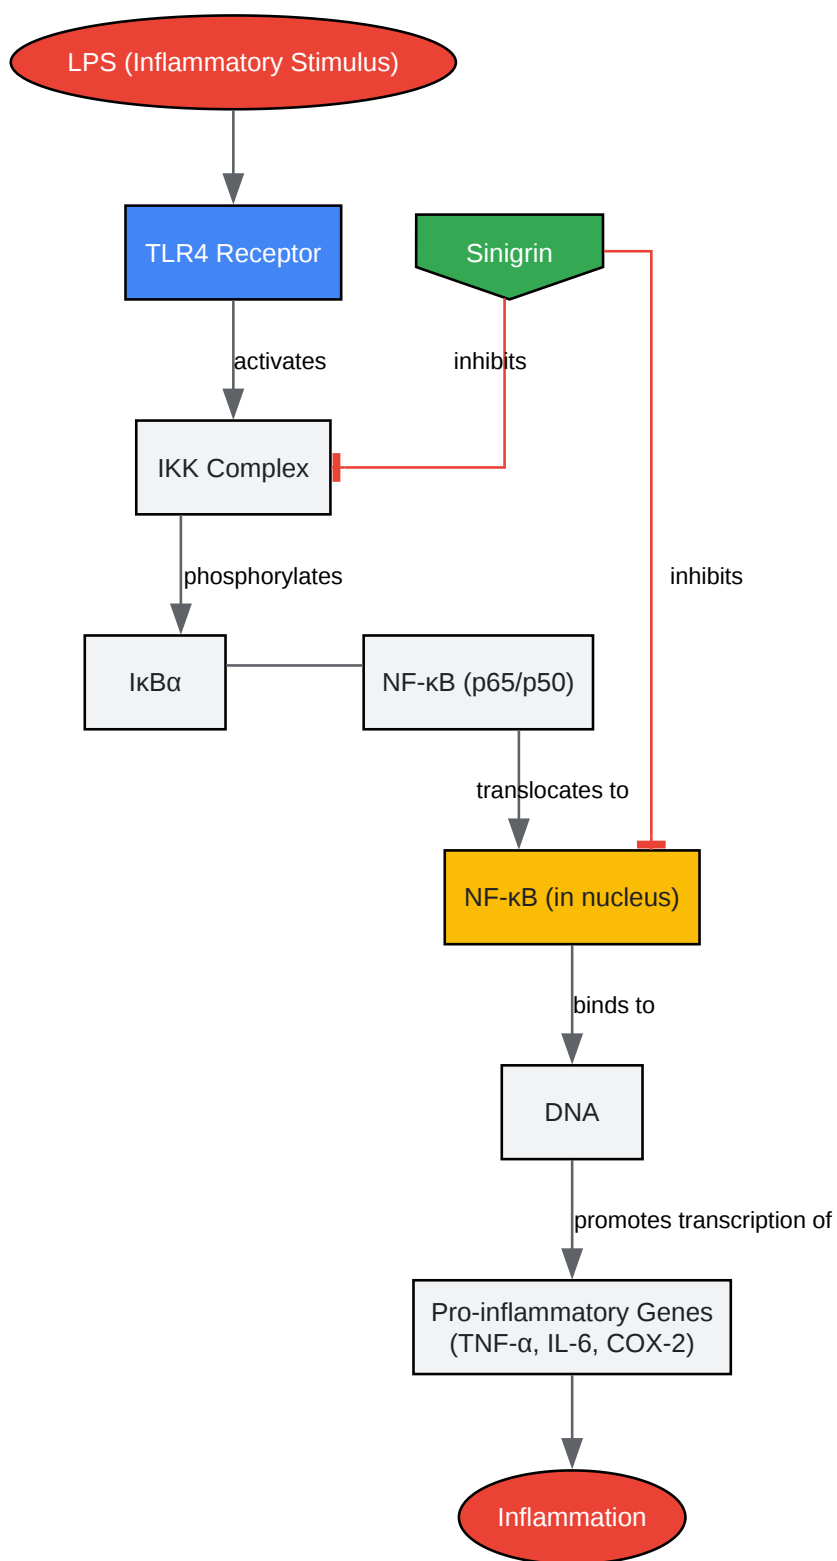 LPS (Inflammatory Stimulus)
TLR4 Receptor
Sinigrin
activates
inhibits
IKK Complex
phosphorylates
inhibits
IκBα
NF-κB (p65/p50)
translocates to
NF-κB (in nucleus)
binds to
DNA
promotes transcription of
Pro-inflammatory Genes
(TNF-α, IL-6, COX-2)
Inflammation